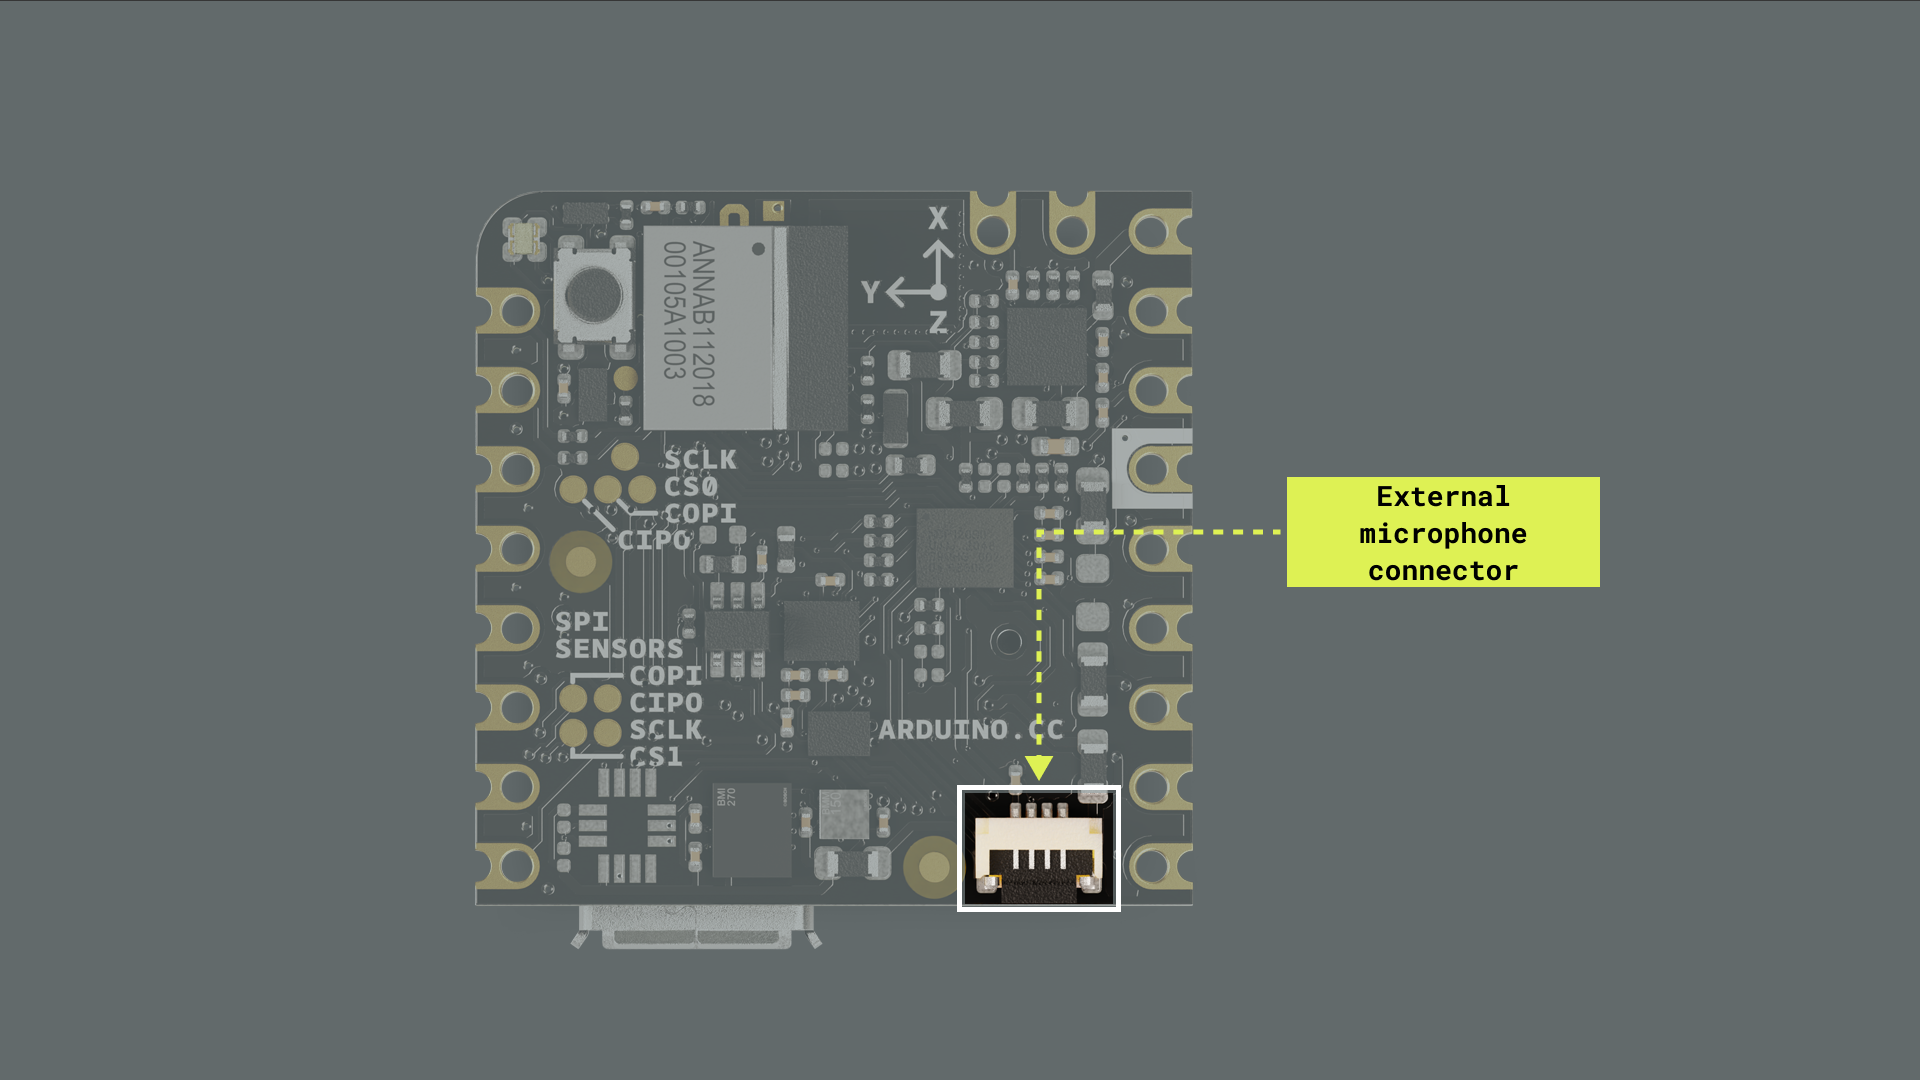 X
Y
Z
ANNAB112018
00105A1003
SCLK
CS0
COPI
CIPO
External
microphone
connector
SPI
SENSORS
COPI
CIPO
SCLK
CS1
ARDUINO.CC
BMI
270